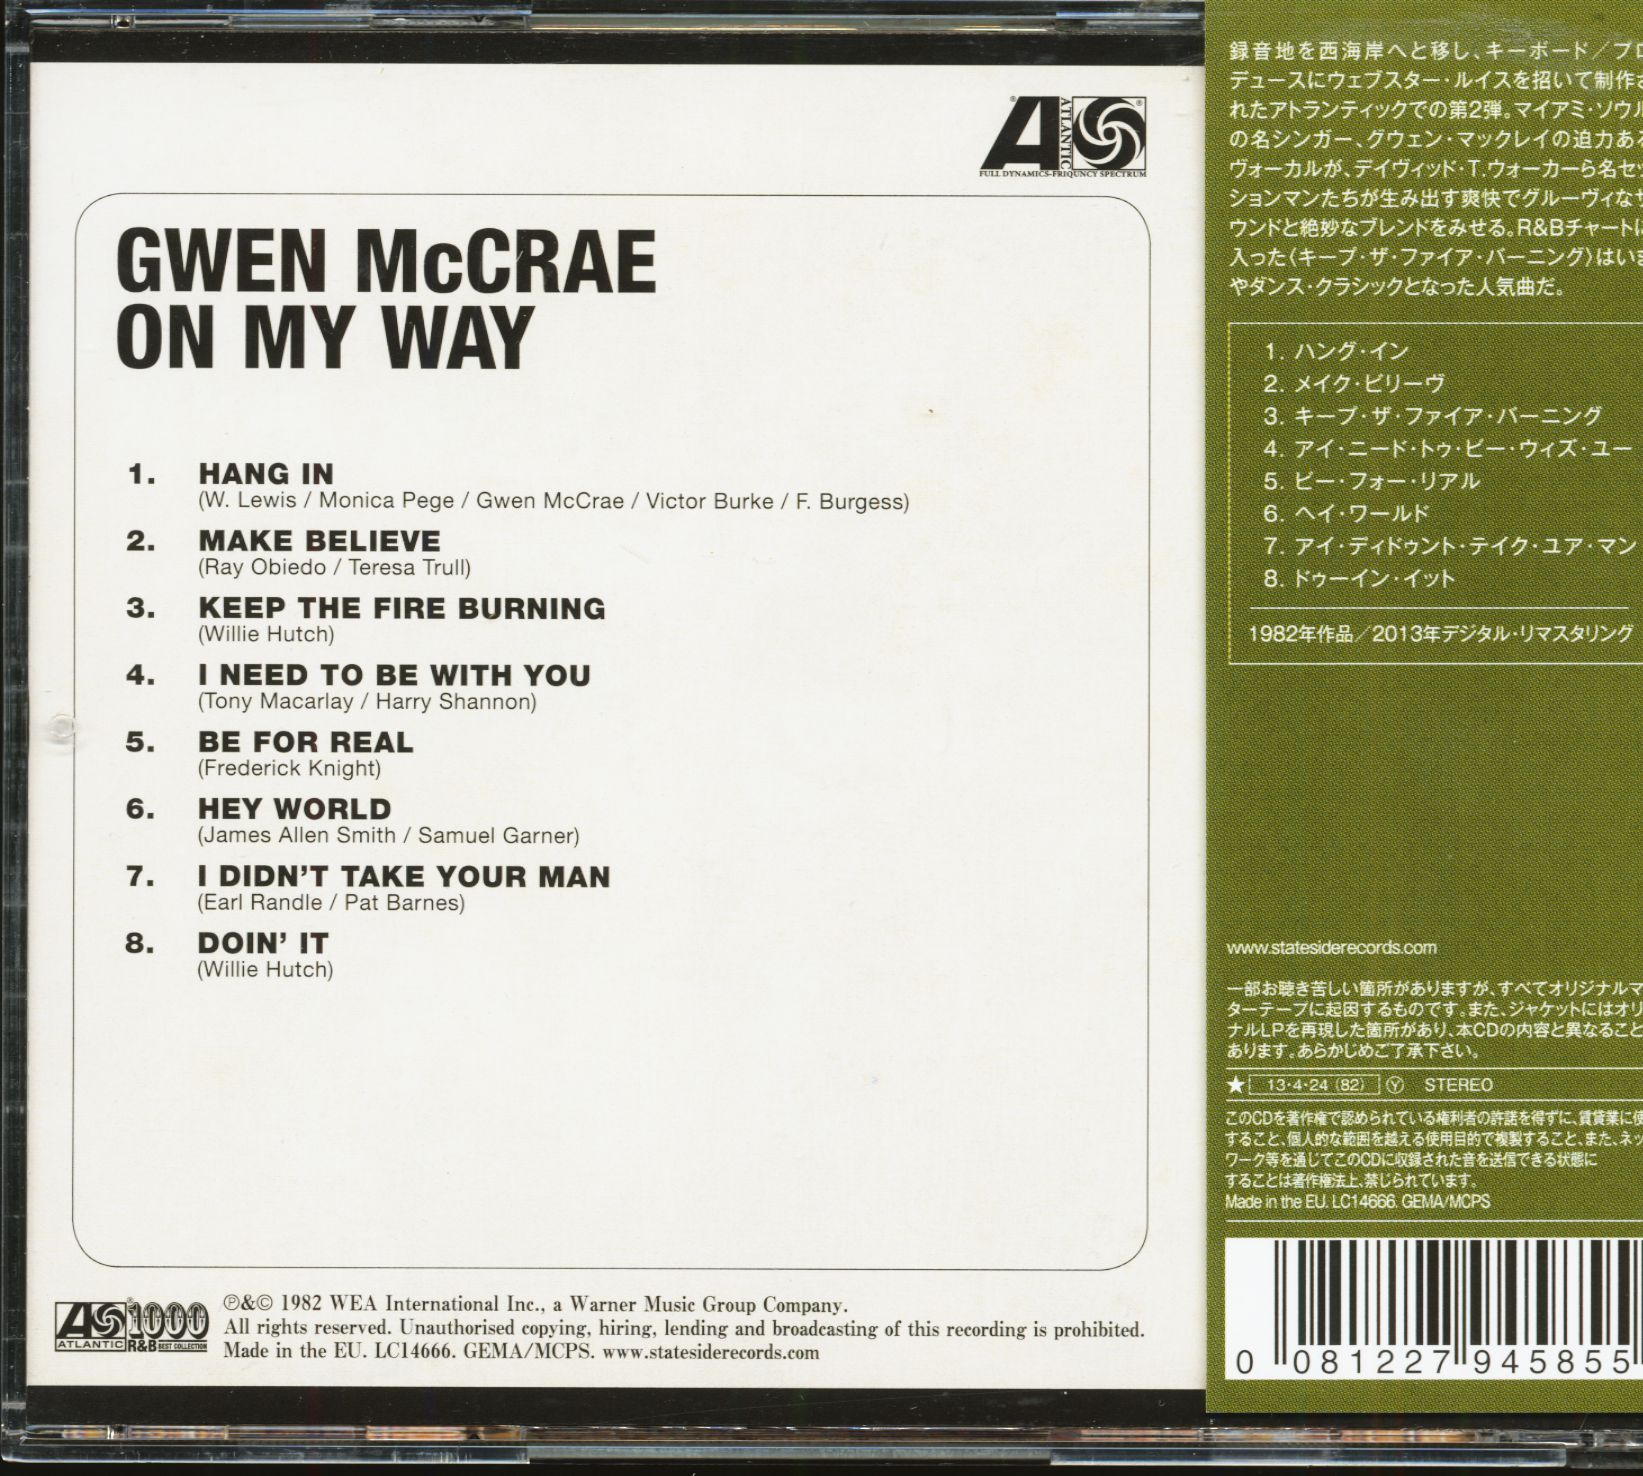 ATLANTIC
FULL DYNAMICS-FRIQUNCY SPECTRUM
GWEN McCRAE
ON MY WAY
1. HANG IN
(W. Lewis / Monica Pege / Gwen McCrae / Victor Burke / F. Burgess)
2. MAKE BELIEVE
(Ray Obiedo / Teresa Trull)
3. KEEP THE FIRE BURNING
(Willie Hutch)
4. I NEED TO BE WITH YOU
(Tony Macarlay / Harry Shannon)
5. BE FOR REAL
(Frederick Knight)
6. HEY WORLD
(James Allen Smith / Samuel Garner)
7. I DIDN'T TAKE YOUR MAN
(Earl Randle / Pat Barnes)
8. DOIN' IT
(Willie Hutch)
ATLANTIC 1000 R&B BEST COLLECTION
℗&© 1982 WEA International Inc., a Warner Music Group Company.
All rights reserved. Unauthorised copying, hiring, lending and broadcasting of this recording is prohibited.
Made in the EU. LC14666. GEMA/MCPS. www.statesiderecords.com
録音地を西海岸へと移し、キーボード／プロ
デュースにウェブスター・ルイスを招いて制作さ
れたアトランティックでの第2弾。マイアミ・ソウル
の名シンガー、グウェン・マックレイの迫力ある
ヴォーカルが、デイヴィッド・T.ウォーカーら名セッ
ションマンたちが生み出す爽快でグルーヴィなサ
ウンドと絶妙なブレンドをみせる。R&Bチャートに
入った〈キープ・ザ・ファイア・バーニング〉はいま
やダンス・クラシックとなった人気曲だ。
1. ハング・イン
2. メイク・ビリーヴ
3. キープ・ザ・ファイア・バーニング
4. アイ・ニード・トゥ・ビー・ウィズ・ユー
5. ビー・フォー・リアル
6. ヘイ・ワールド
7. アイ・ディドゥント・テイク・ユア・マン
8. ドゥーイン・イット
1982年作品／2013年デジタル・リマスタリング
www.statesiderecords.com
一部お聴き苦しい箇所がありますが、すべてオリジナルマ
ターテープに起因するものです。また、ジャケットにはオリ
ナルLPを再現した箇所があり、本CDの内容と異なること
あります。あらかじめご了承下さい。
★ 13・4・24 (82) Ⓨ STEREO
このCDを著作権で認められている権利者の許諾を得ずに、賃貸業に使
すること、個人的な範囲を越える使用目的で複製すること、また、ネッ
ワーク等を通じてこのCDに収録された音を送信できる状態に
することは著作権法上、禁じられています。
Made in the EU. LC14666. GEMA/MCPS
0 081227 945855